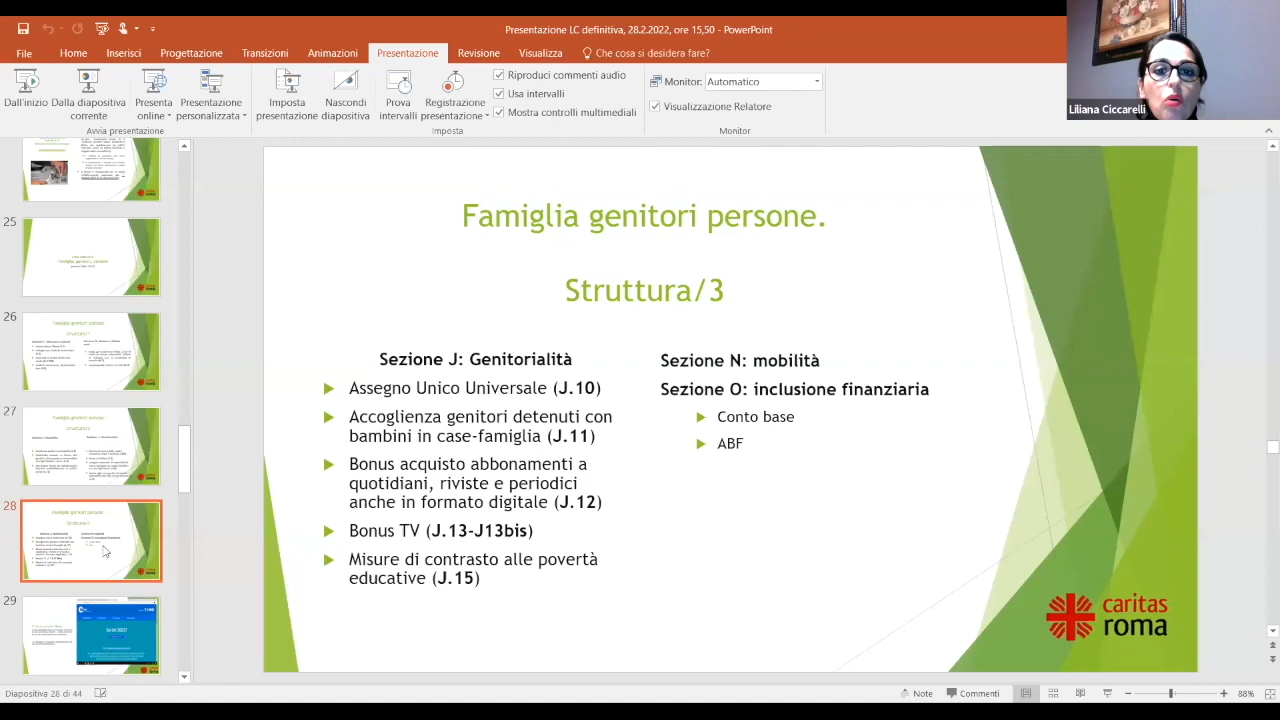 Presentazione LC definitiva, 28.2.2022, ore 15,50 - PowerPoint
File
Home
Inserisci
Progettazione
Transizioni
Animazioni
Presentazione
Revisione
Visualizza
Che cosa si desidera fare?
Dall'inizio
Dalla diapositiva
corrente
Presenta
online
Presentazione
personalizzata
Avvia presentazione
Imposta
presentazione
Nascondi
diapositiva
Prova
intervalli
Registrazione
presentazione
Riproduci commenti audio
Usa intervalli
Mostra controlli multimediali
Imposta
Monitor:
Automatico
Visualizzazione Relatore
Monitor
Liliana Ciccarelli
25
26
27
28
29
Famiglia genitori persone.
Struttura/3
Sezione J: Genitorialità
Assegno Unico Universale (J.10)
Accoglienza genitori detenuti con
bambini in case-famiglia (J.11)
Bonus acquisto abbonamenti a
quotidiani, riviste e periodici
anche in formato digitale (J.12)
Bonus TV (J.13-J13bis)
Misure di contrasto alle povertà
educative (J.15)
Sezione N: mobilità
Sezione O: inclusione finanziaria
Conto base
ABF
caritas
roma
Diapositiva 28 di 44
Note
Commenti
88%